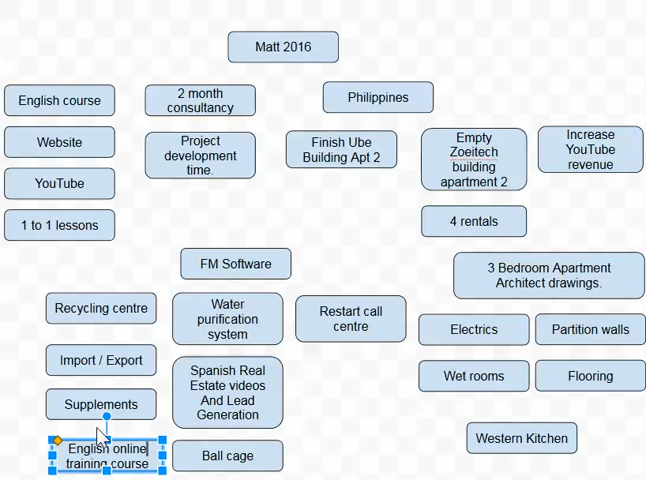 Matt 2016
English course
2 month
consultancy
Philippines
Website
Project
development
time.
Finish Ube
Building Apt 2
Empty
Zoeitech
building
apartment 2
Increase
YouTube
revenue
YouTube
1 to 1 lessons
4 rentals
FM Software
3 Bedroom Apartment
Architect drawings.
Recycling centre
Water
purification
system
Restart call
centre
Electrics
Partition walls
Import / Export
Spanish Real
Estate videos
And Lead
Generation
Wet rooms
Flooring
Supplements
Western Kitchen
English online
training course
Ball cage